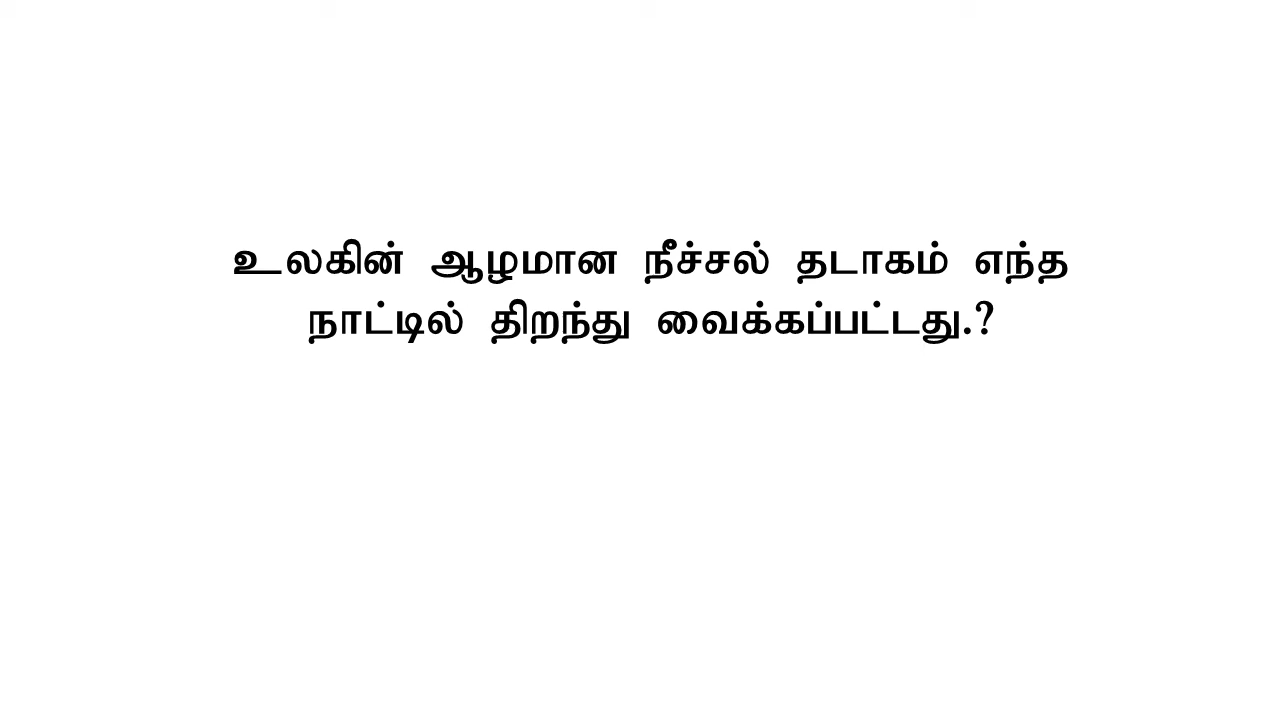 உலகின் ஆழமான நீச்சல் தடாகம் எந்த
நாட்டில் திறந்து வைக்கப்பட்டது.?